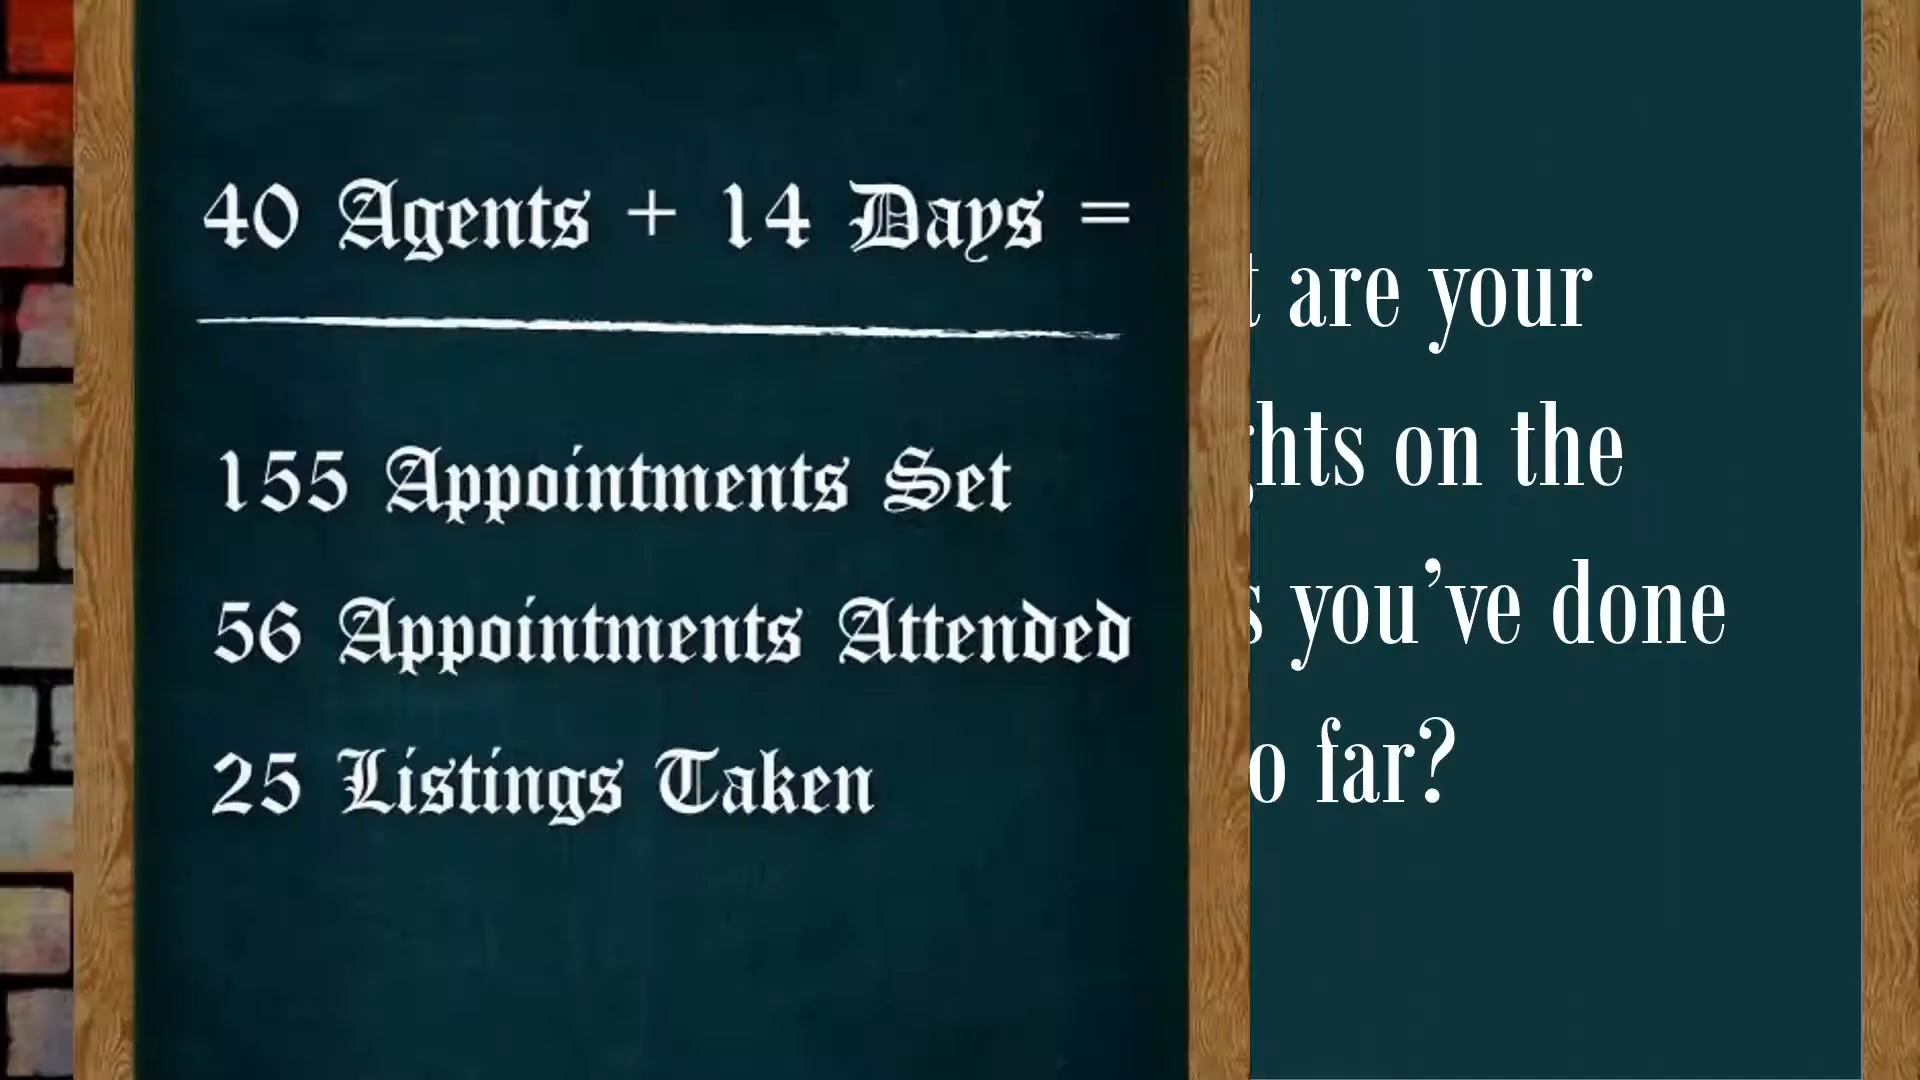 40 Agents + 14 Days =
155 Appointments Set
56 Appointments Attended
25 Listings Taken
are your
on the
you’ve done
far?